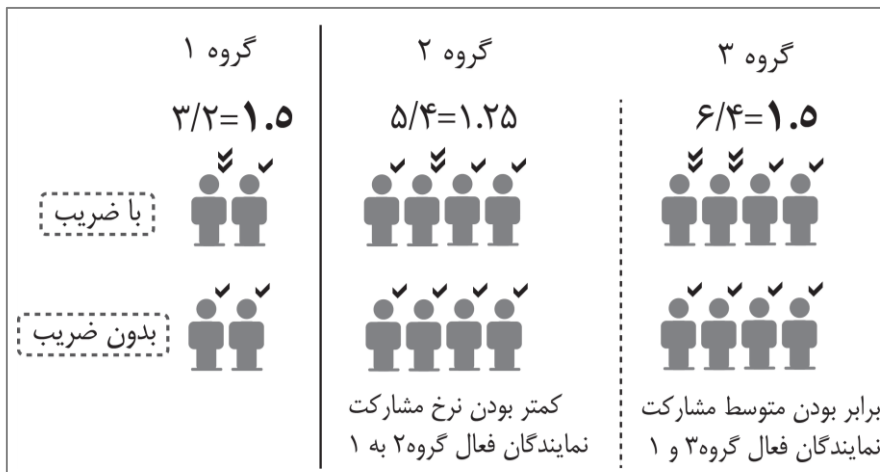 گروه ۱
گروه ۲
گروه ۳
۳/۲=۱.۵
۵/۴=۱.۲۵
۶/۴=۱.۵
با ضریب
بدون ضریب
کمتر بودن نرخ مشارکت
نمایندگان فعال گروه۲ به ۱
برابر بودن متوسط مشارکت
نمایندگان فعال گروه۳ و ۱